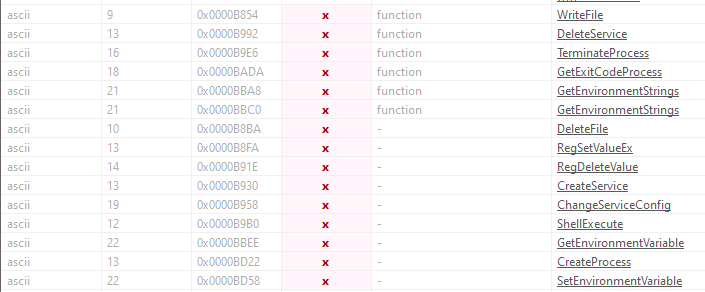 ascii 9 0x0000B854 x function WriteFile
ascii 13 0x0000B992 x function DeleteService
ascii 16 0x0000B9E6 x function TerminateProcess
ascii 18 0x0000BADA x function GetExitCodeProcess
ascii 21 0x0000BBA8 x function GetEnvironmentStrings
ascii 21 0x0000BBC0 x function GetEnvironmentStrings
ascii 10 0x0000B8BA x - DeleteFile
ascii 13 0x0000B8FA x - RegSetValueEx
ascii 14 0x0000B91E x - RegDeleteValue
ascii 13 0x0000B930 x - CreateService
ascii 19 0x0000B958 x - ChangeServiceConfig
ascii 12 0x0000B9B0 x - ShellExecute
ascii 22 0x0000BBEE x - GetEnvironmentVariable
ascii 13 0x0000BD22 x - CreateProcess
ascii 22 0x0000BD58 x - SetEnvironmentVariable